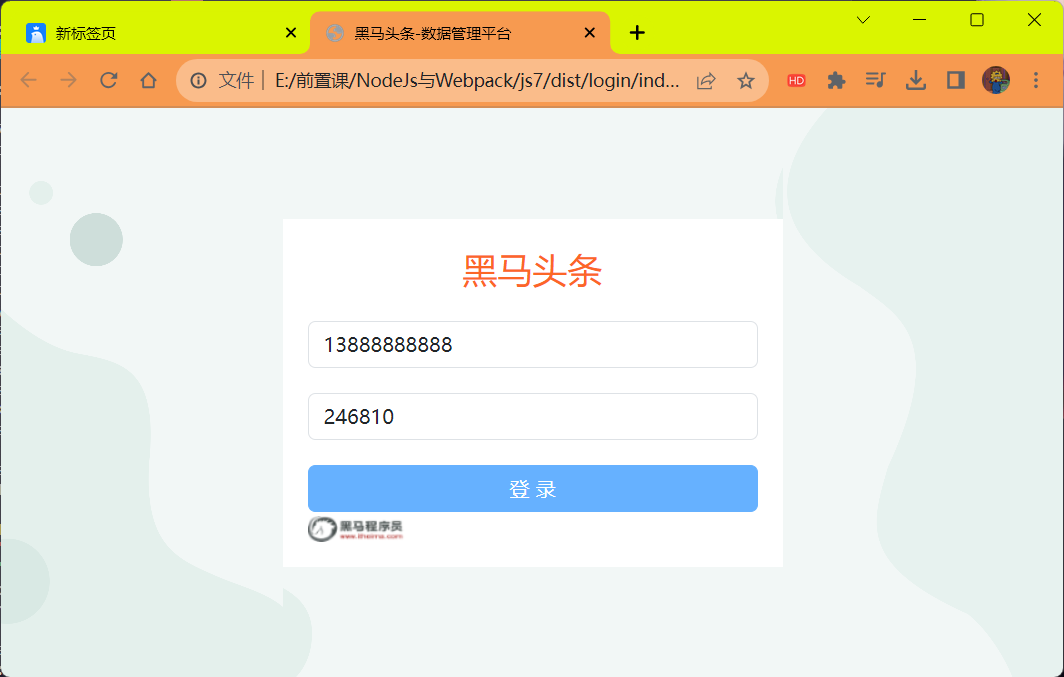 新标签页
黑马头条-数据管理平台
文件
E:/前置课/NodeJs与Webpack/js7/dist/login/ind...
HD
黑马头条
13888888888
246810
登 录
黑马程序员
www.itheima.com